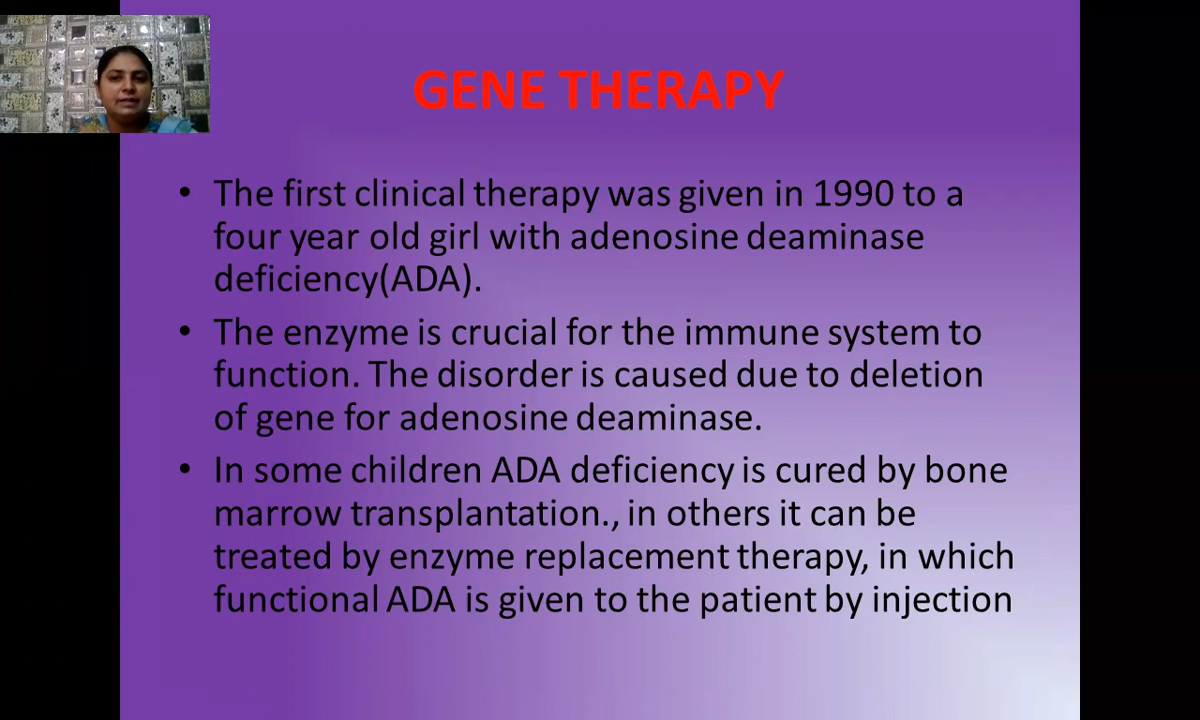 GENE THERAPY
• The first clinical therapy was given in 1990 to a
four year old girl with adenosine deaminase
deficiency(ADA).
• The enzyme is crucial for the immune system to
function. The disorder is caused due to deletion
of gene for adenosine deaminase.
• In some children ADA deficiency is cured by bone
marrow transplantation., in others it can be
treated by enzyme replacement therapy, in which
functional ADA is given to the patient by injection